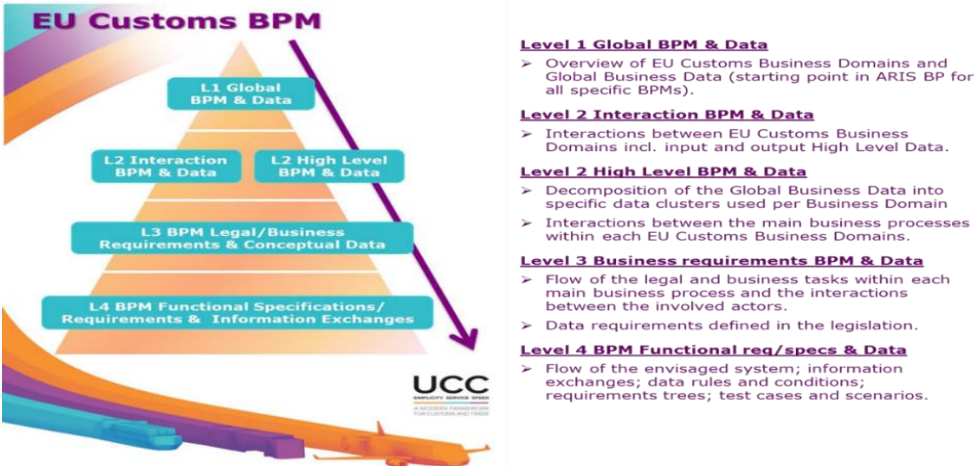 EU Customs BPM
L1 Global
BPM & Data
L2 Interaction
BPM & Data
L2 High Level
BPM & Data
L3 BPM Legal/Business
Requirements & Conceptual Data
L4 BPM Functional Specifications/
Requirements & Information Exchanges
UCC
SIMPLICITY SERVICE SPEED
A MODERN FRAMEWORK
FOR CUSTOMS AND TRADE
Level 1 Global BPM & Data
➢ Overview of EU Customs Business Domains and
Global Business Data (starting point in ARIS BP for
all specific BPMs).
Level 2 Interaction BPM & Data
➢ Interactions between EU Customs Business
Domains incl. input and output High Level Data.
Level 2 High Level BPM & Data
➢ Decomposition of the Global Business Data into
specific data clusters used per Business Domain
➢ Interactions between the main business processes
within each EU Customs Business Domains.
Level 3 Business requirements BPM & Data
➢ Flow of the legal and business tasks within each
main business process and the interactions
between the involved actors.
➢ Data requirements defined in the legislation.
Level 4 BPM Functional req/specs & Data
➢ Flow of the envisaged system; information
exchanges; data rules and conditions;
requirements trees; test cases and scenarios.